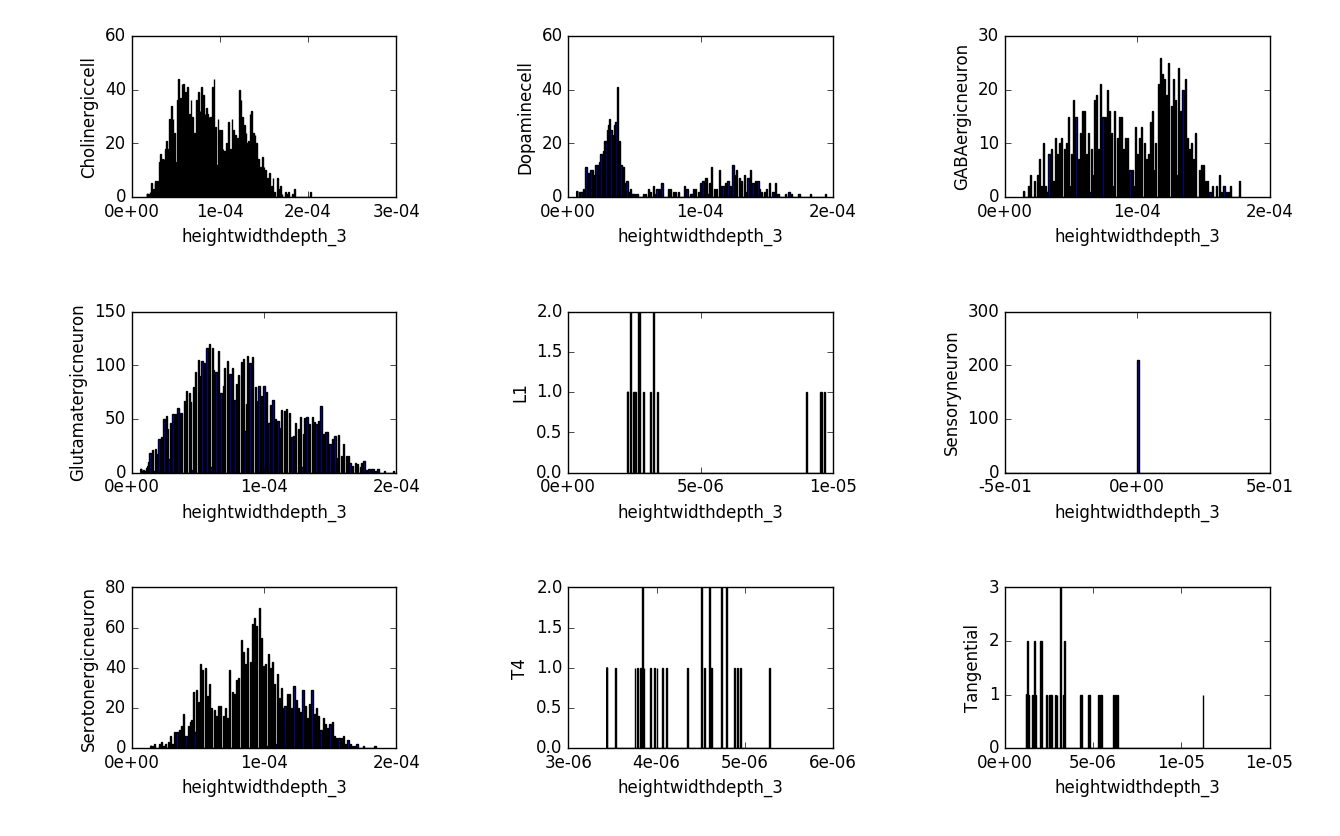 60
40
20
0
0e+00 1e-04 2e-04 3e-04
Cholinergiccell
heightwidthdepth_3
60
40
20
0
0e+00 1e-04 2e-04
Dopaminecell
heightwidthdepth_3
30
20
10
0
0e+00 1e-04 2e-04
GABAergicneuron
heightwidthdepth_3
150
100
50
0
0e+00 1e-04 2e-04
Glutamatergicneuron
heightwidthdepth_3
2.0
1.5
1.0
0.5
0.0
0e+00 5e-06 1e-05
L1
heightwidthdepth_3
300
200
100
0
-5e-01 0e+00 5e-01
Sensoryneuron
heightwidthdepth_3
80
60
40
20
0
0e+00 1e-04 2e-04
Serotonergicneuron
heightwidthdepth_3
2.0
1.5
1.0
0.5
0.0
3e-06 4e-06 5e-06 6e-06
T4
heightwidthdepth_3
3
2
1
0
0e+00 5e-06 1e-05 1e-05
Tangential
heightwidthdepth_3